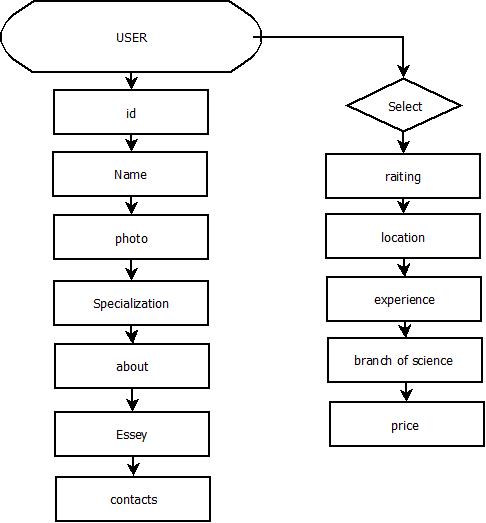 USER
id
Name
photo
Specialization
about
Essey
contacts
Select
raiting
location
experience
branch of science
price